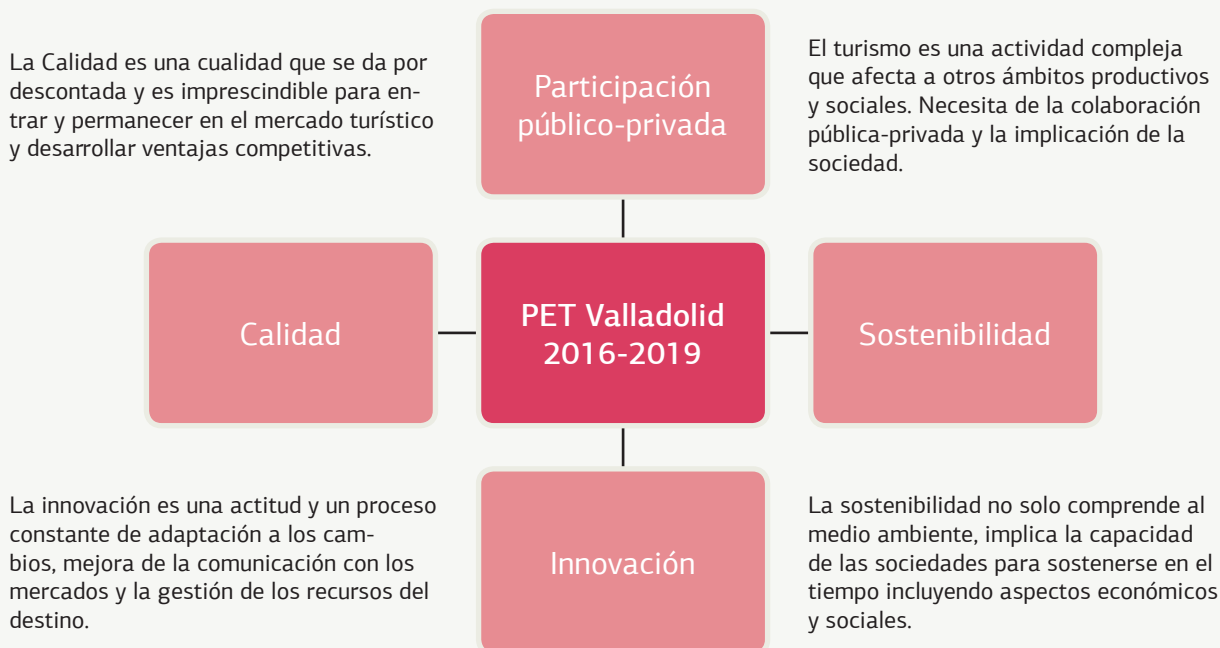 La Calidad es una cualidad que se da por
descontada y es imprescindible para en-
trar y permanecer en el mercado turístico
y desarrollar ventajas competitivas.
Participación
público-privada
El turismo es una actividad compleja
que afecta a otros ámbitos productivos
y sociales. Necesita de la colaboración
pública-privada y la implicación de la
sociedad.
Calidad
PET Valladolid
2016-2019
Sostenibilidad
La innovación es una actitud y un proceso
constante de adaptación a los cam-
bios, mejora de la comunicación con los
mercados y la gestión de los recursos del
destino.
Innovación
La sostenibilidad no solo comprende al
medio ambiente, implica la capacidad
de las sociedades para sostenerse en el
tiempo incluyendo aspectos económicos
y sociales.